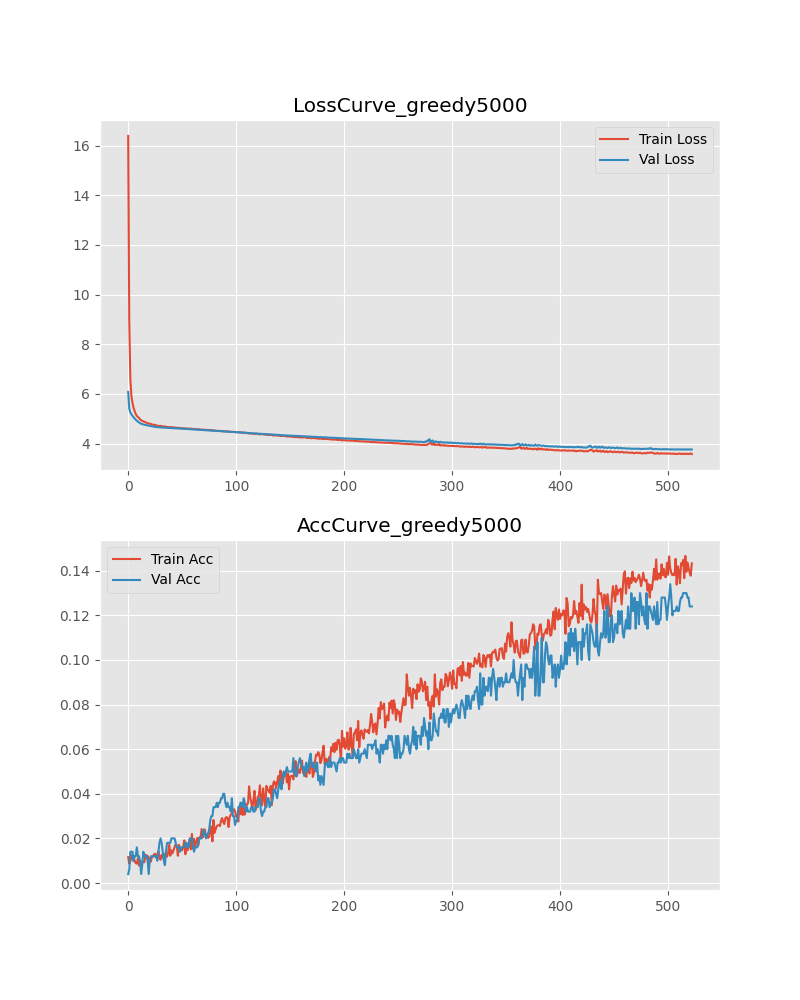 LossCurve_greedy5000
16
14
12
10
8
6
4
Train Loss
Val Loss
0 100 200 300 400 500
AccCurve_greedy5000
0.14
0.12
0.10
0.08
0.06
0.04
0.02
0.00
Train Acc
Val Acc
0 100 200 300 400 500